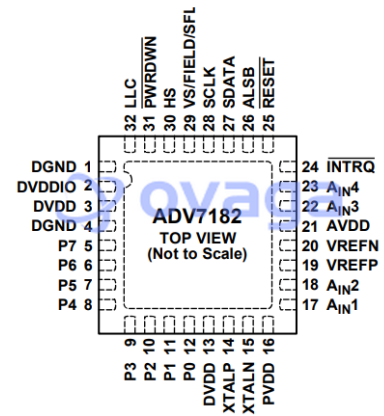 32 LLC
31 PWRDWN
30 HS
29 VS/FIELD/SFL
28 SCLK
27 SDATA
26 ALSB
25 RESET
DGND 1
DVDDIO 2
DVDD 3
DGND 4
P7 5
P6 6
P5 7
P4 8
ovaga
ADV7182
TOP VIEW
(Not to Scale)
24 INTRQ
23 AIN4
22 AIN3
21 AVDD
20 VREFN
19 VREFP
18 AIN2
17 AIN1
P3 9
P2 10
P1 11
P0 12
DVDD 13
XTALP 14
XTALN 15
PVDD 16